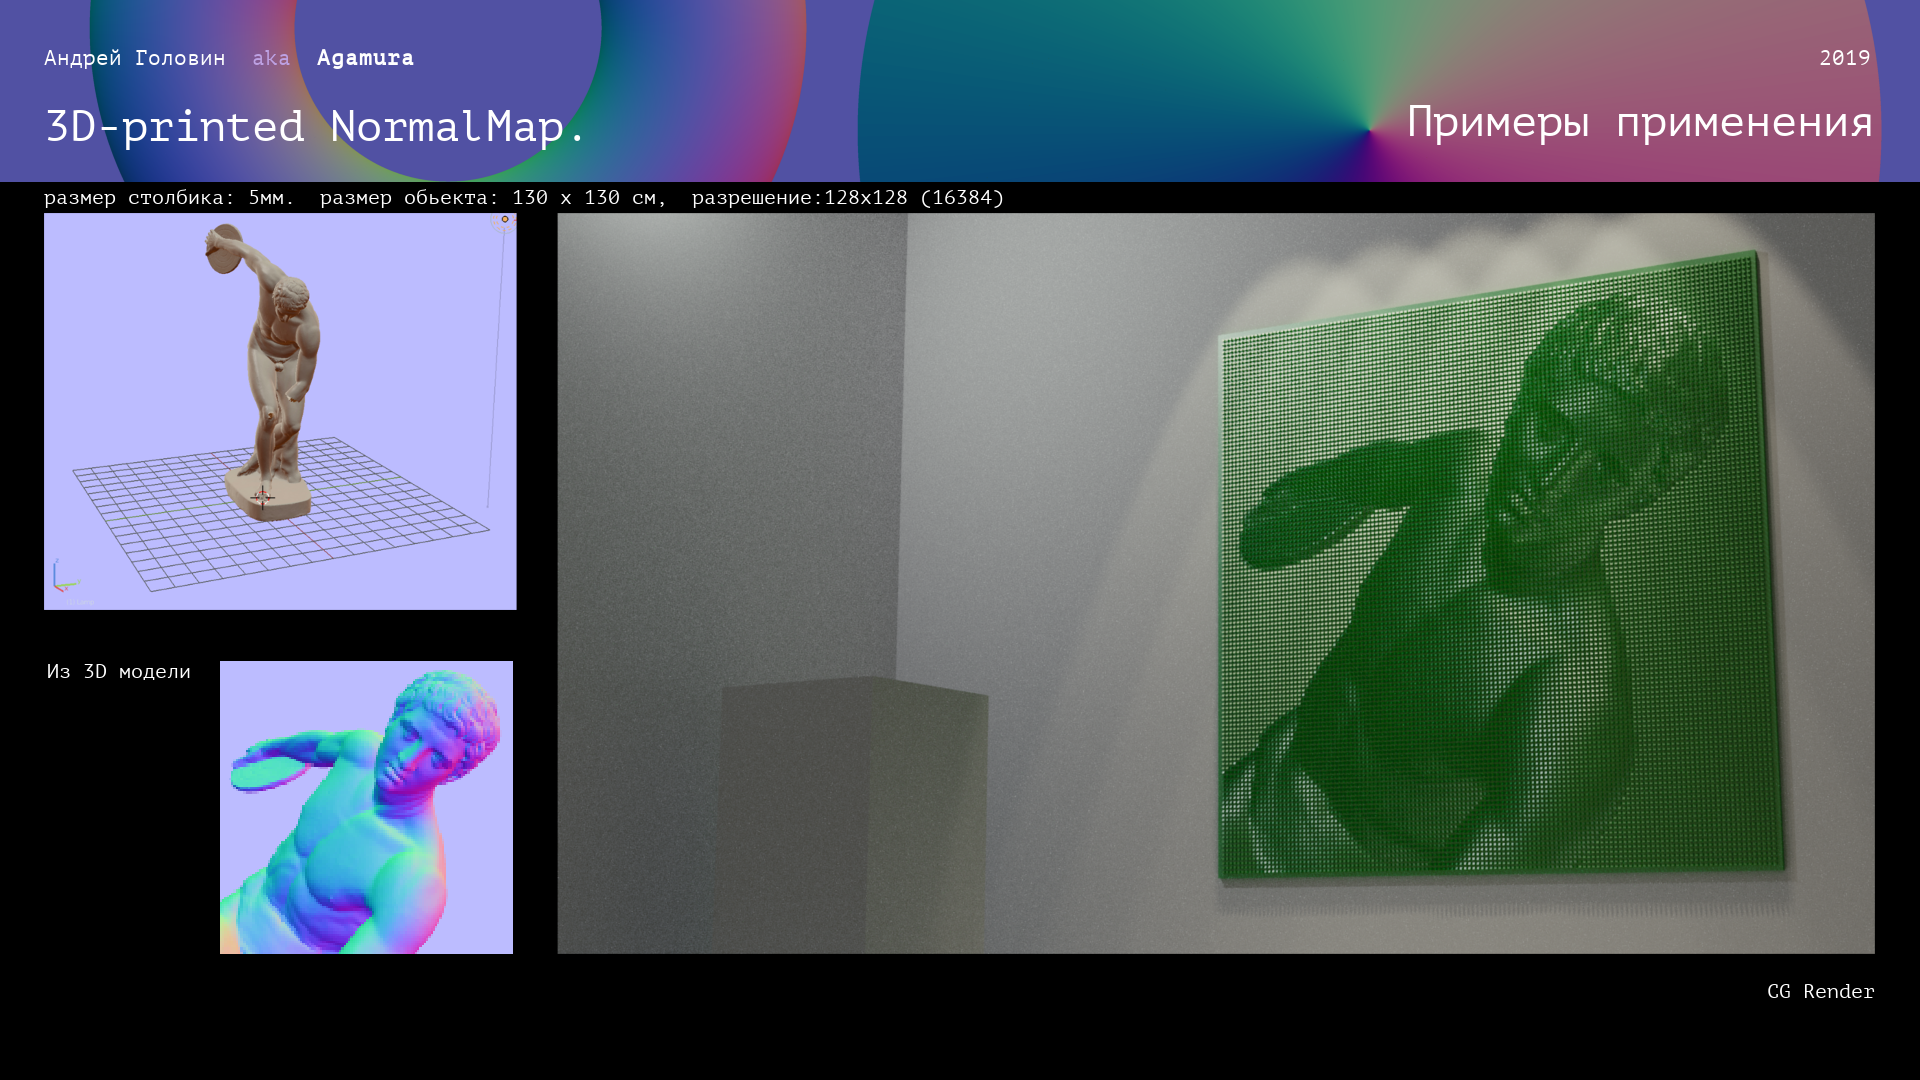 Андрей Головин aka Agamura
2019
3D-printed NormalMap.
Примеры применения
размер столбика: 5мм. размер обьекта: 130 x 130 см, разрешение:128x128 (16384)
Из 3D модели
CG Render